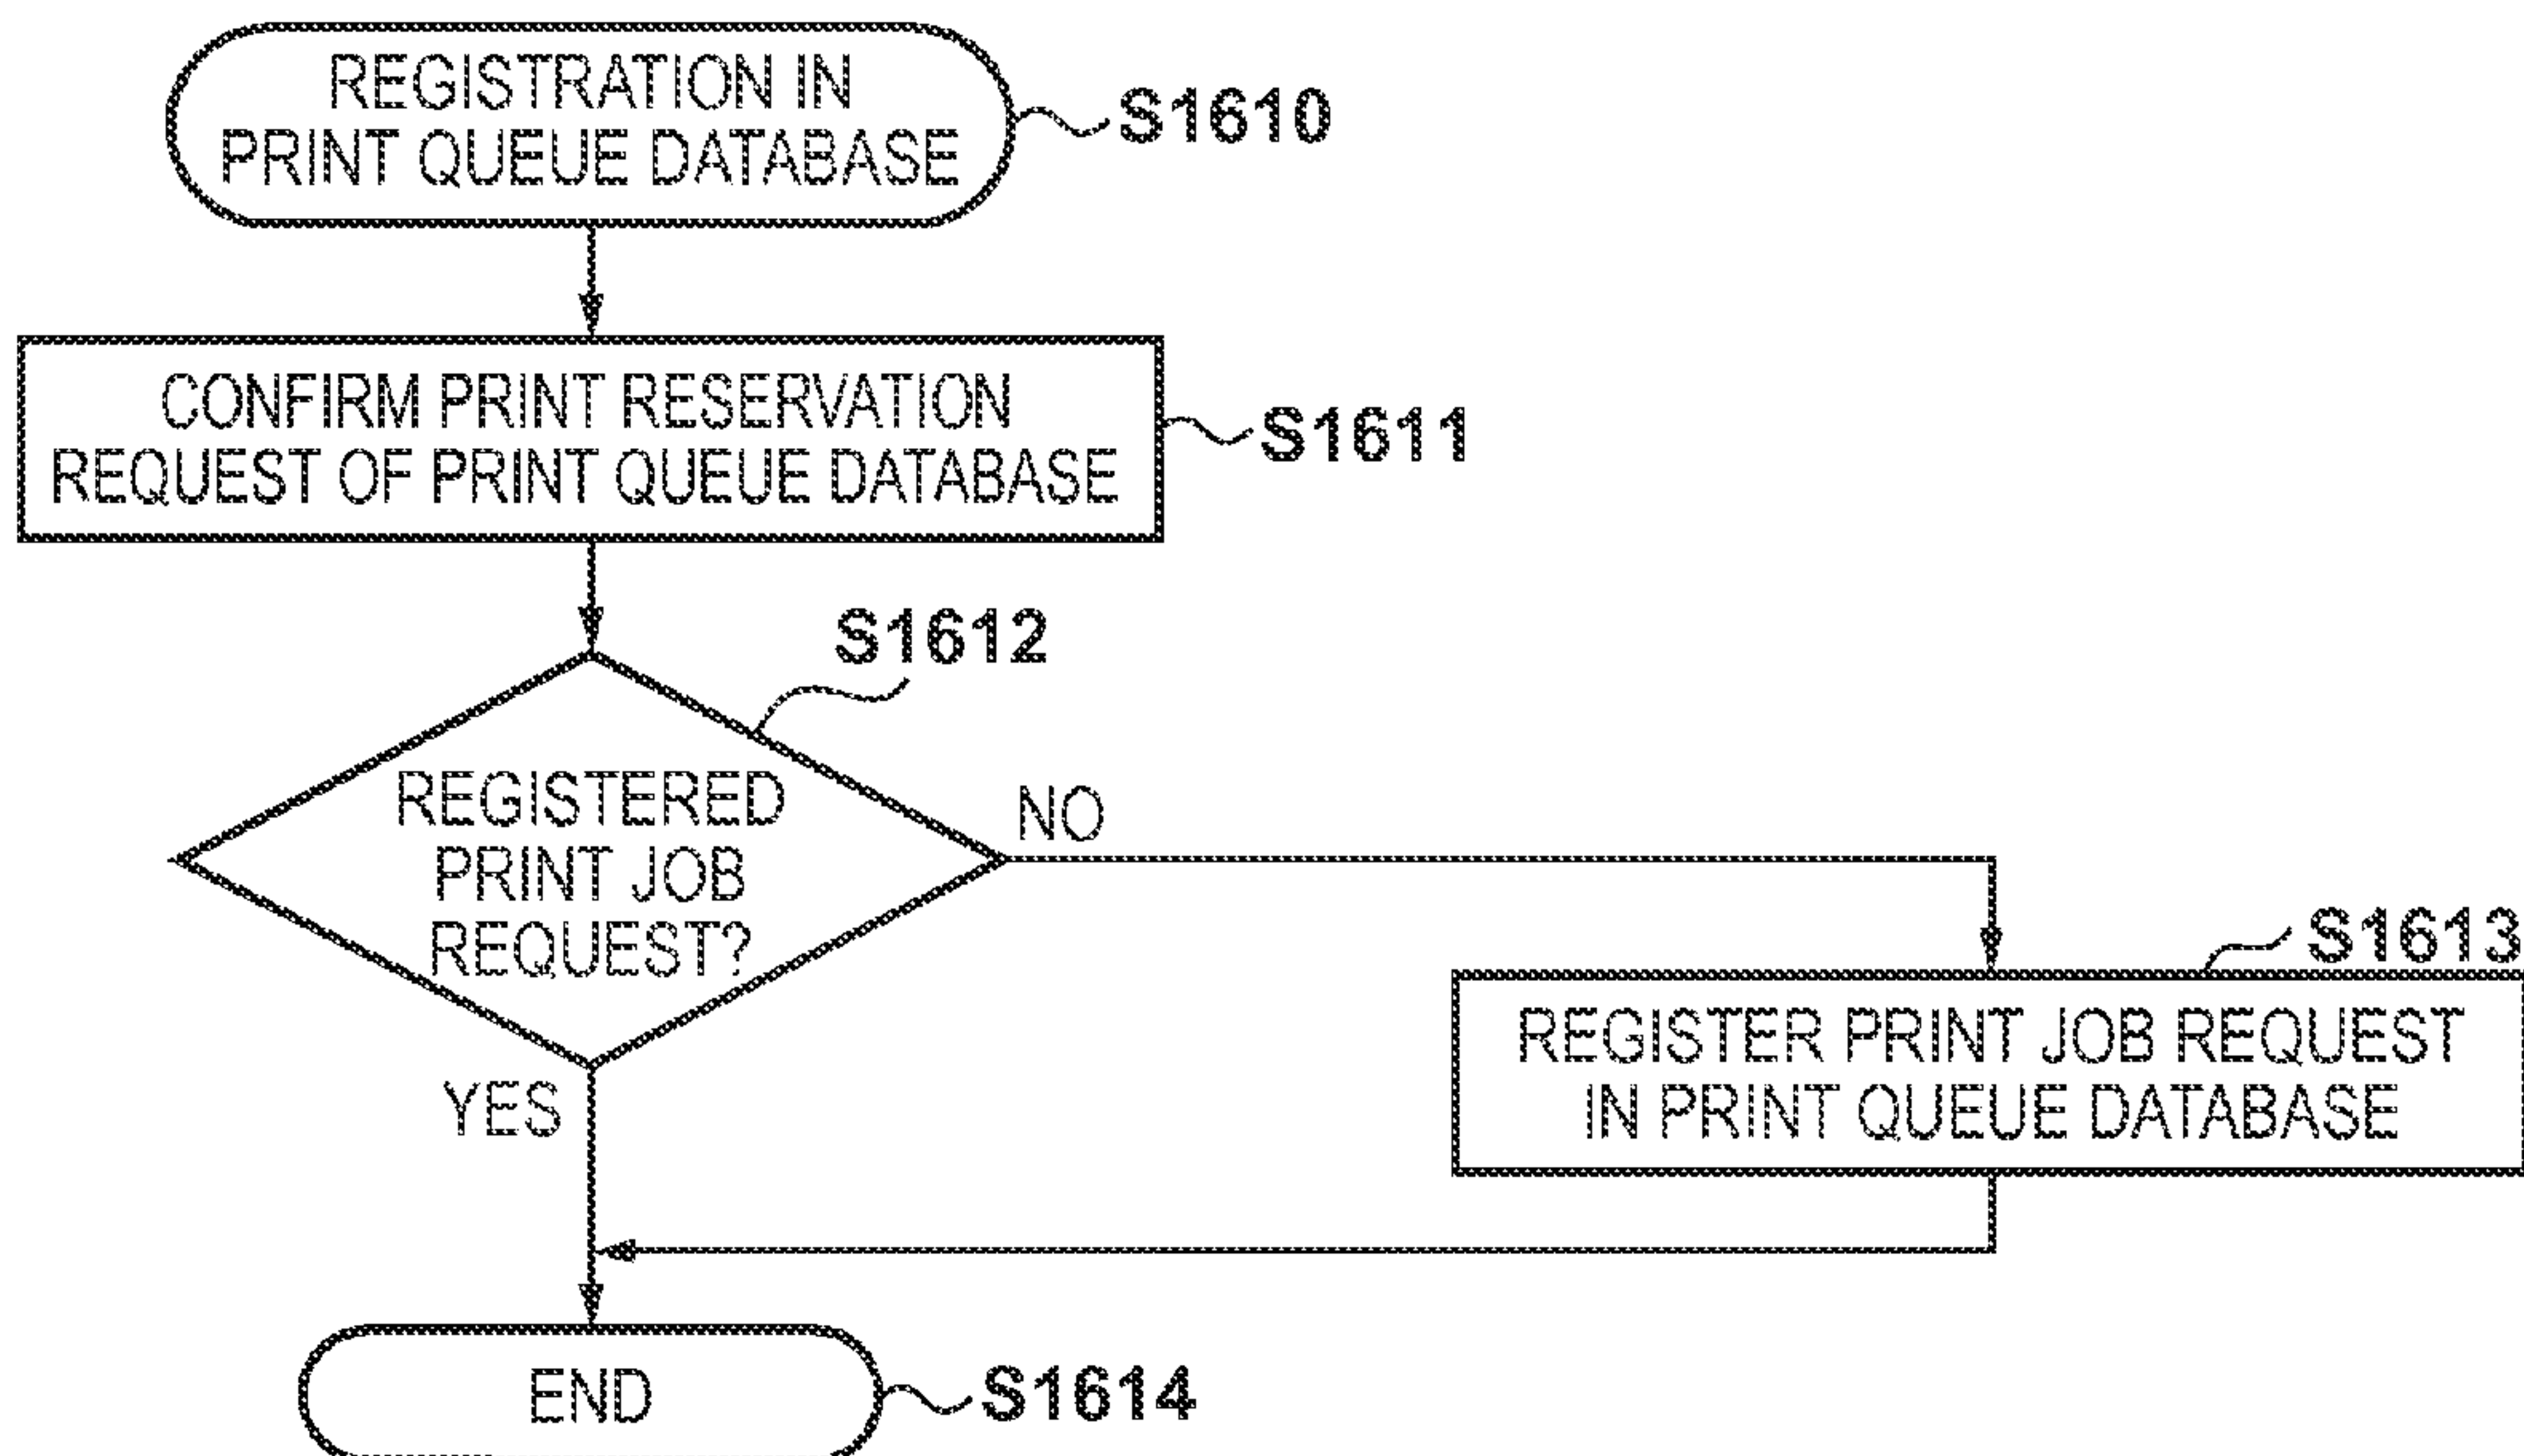 REGISTRATION IN
PRINT QUEUE DATABASE
S1610
CONFIRM PRINT RESERVATION
REQUEST OF PRINT QUEUE DATABASE
S1611
S1612
REGISTERED
PRINT JOB
REQUEST?
NO
YES
S1613
REGISTER PRINT JOB REQUEST
IN PRINT QUEUE DATABASE
END
S1614